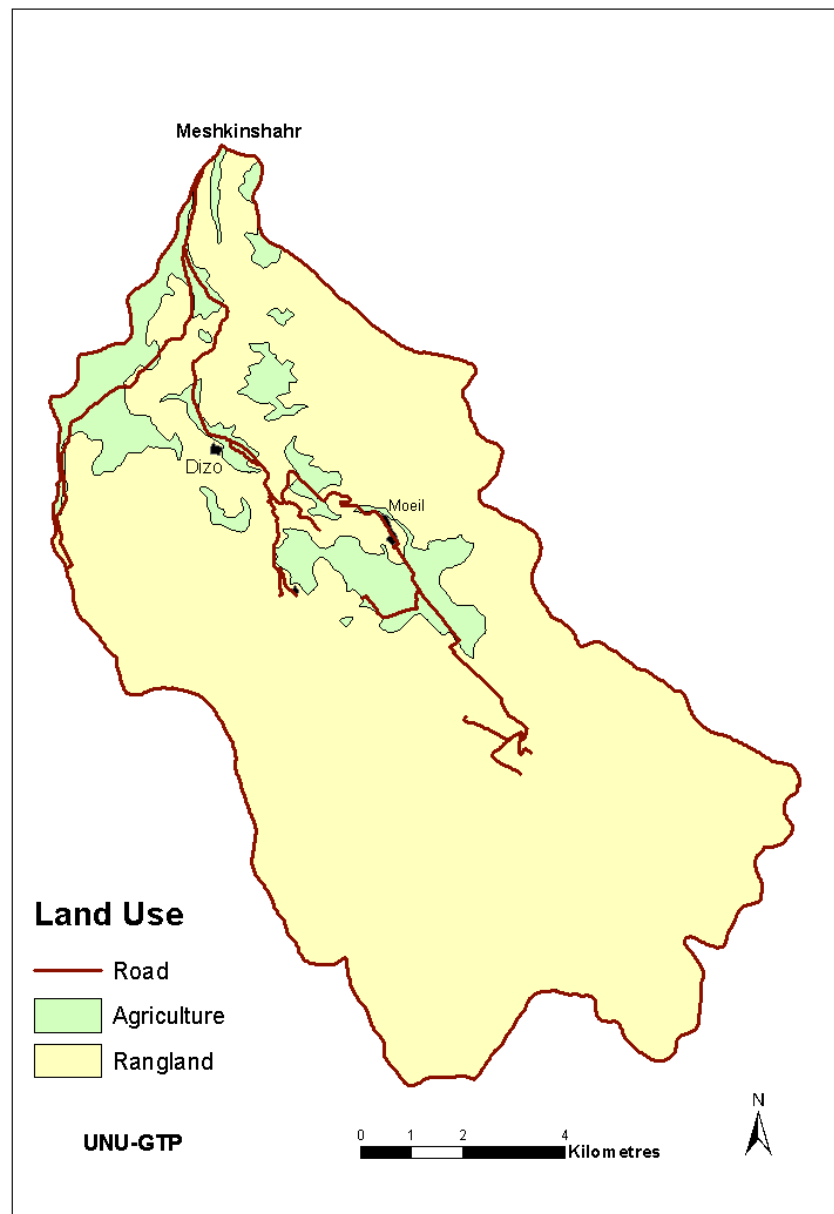 Meshkinshahr
Dizo
Moeil
Land Use
Road
Agriculture
Rangland
UNU-GTP
0 1 2 4
Kilometres
N